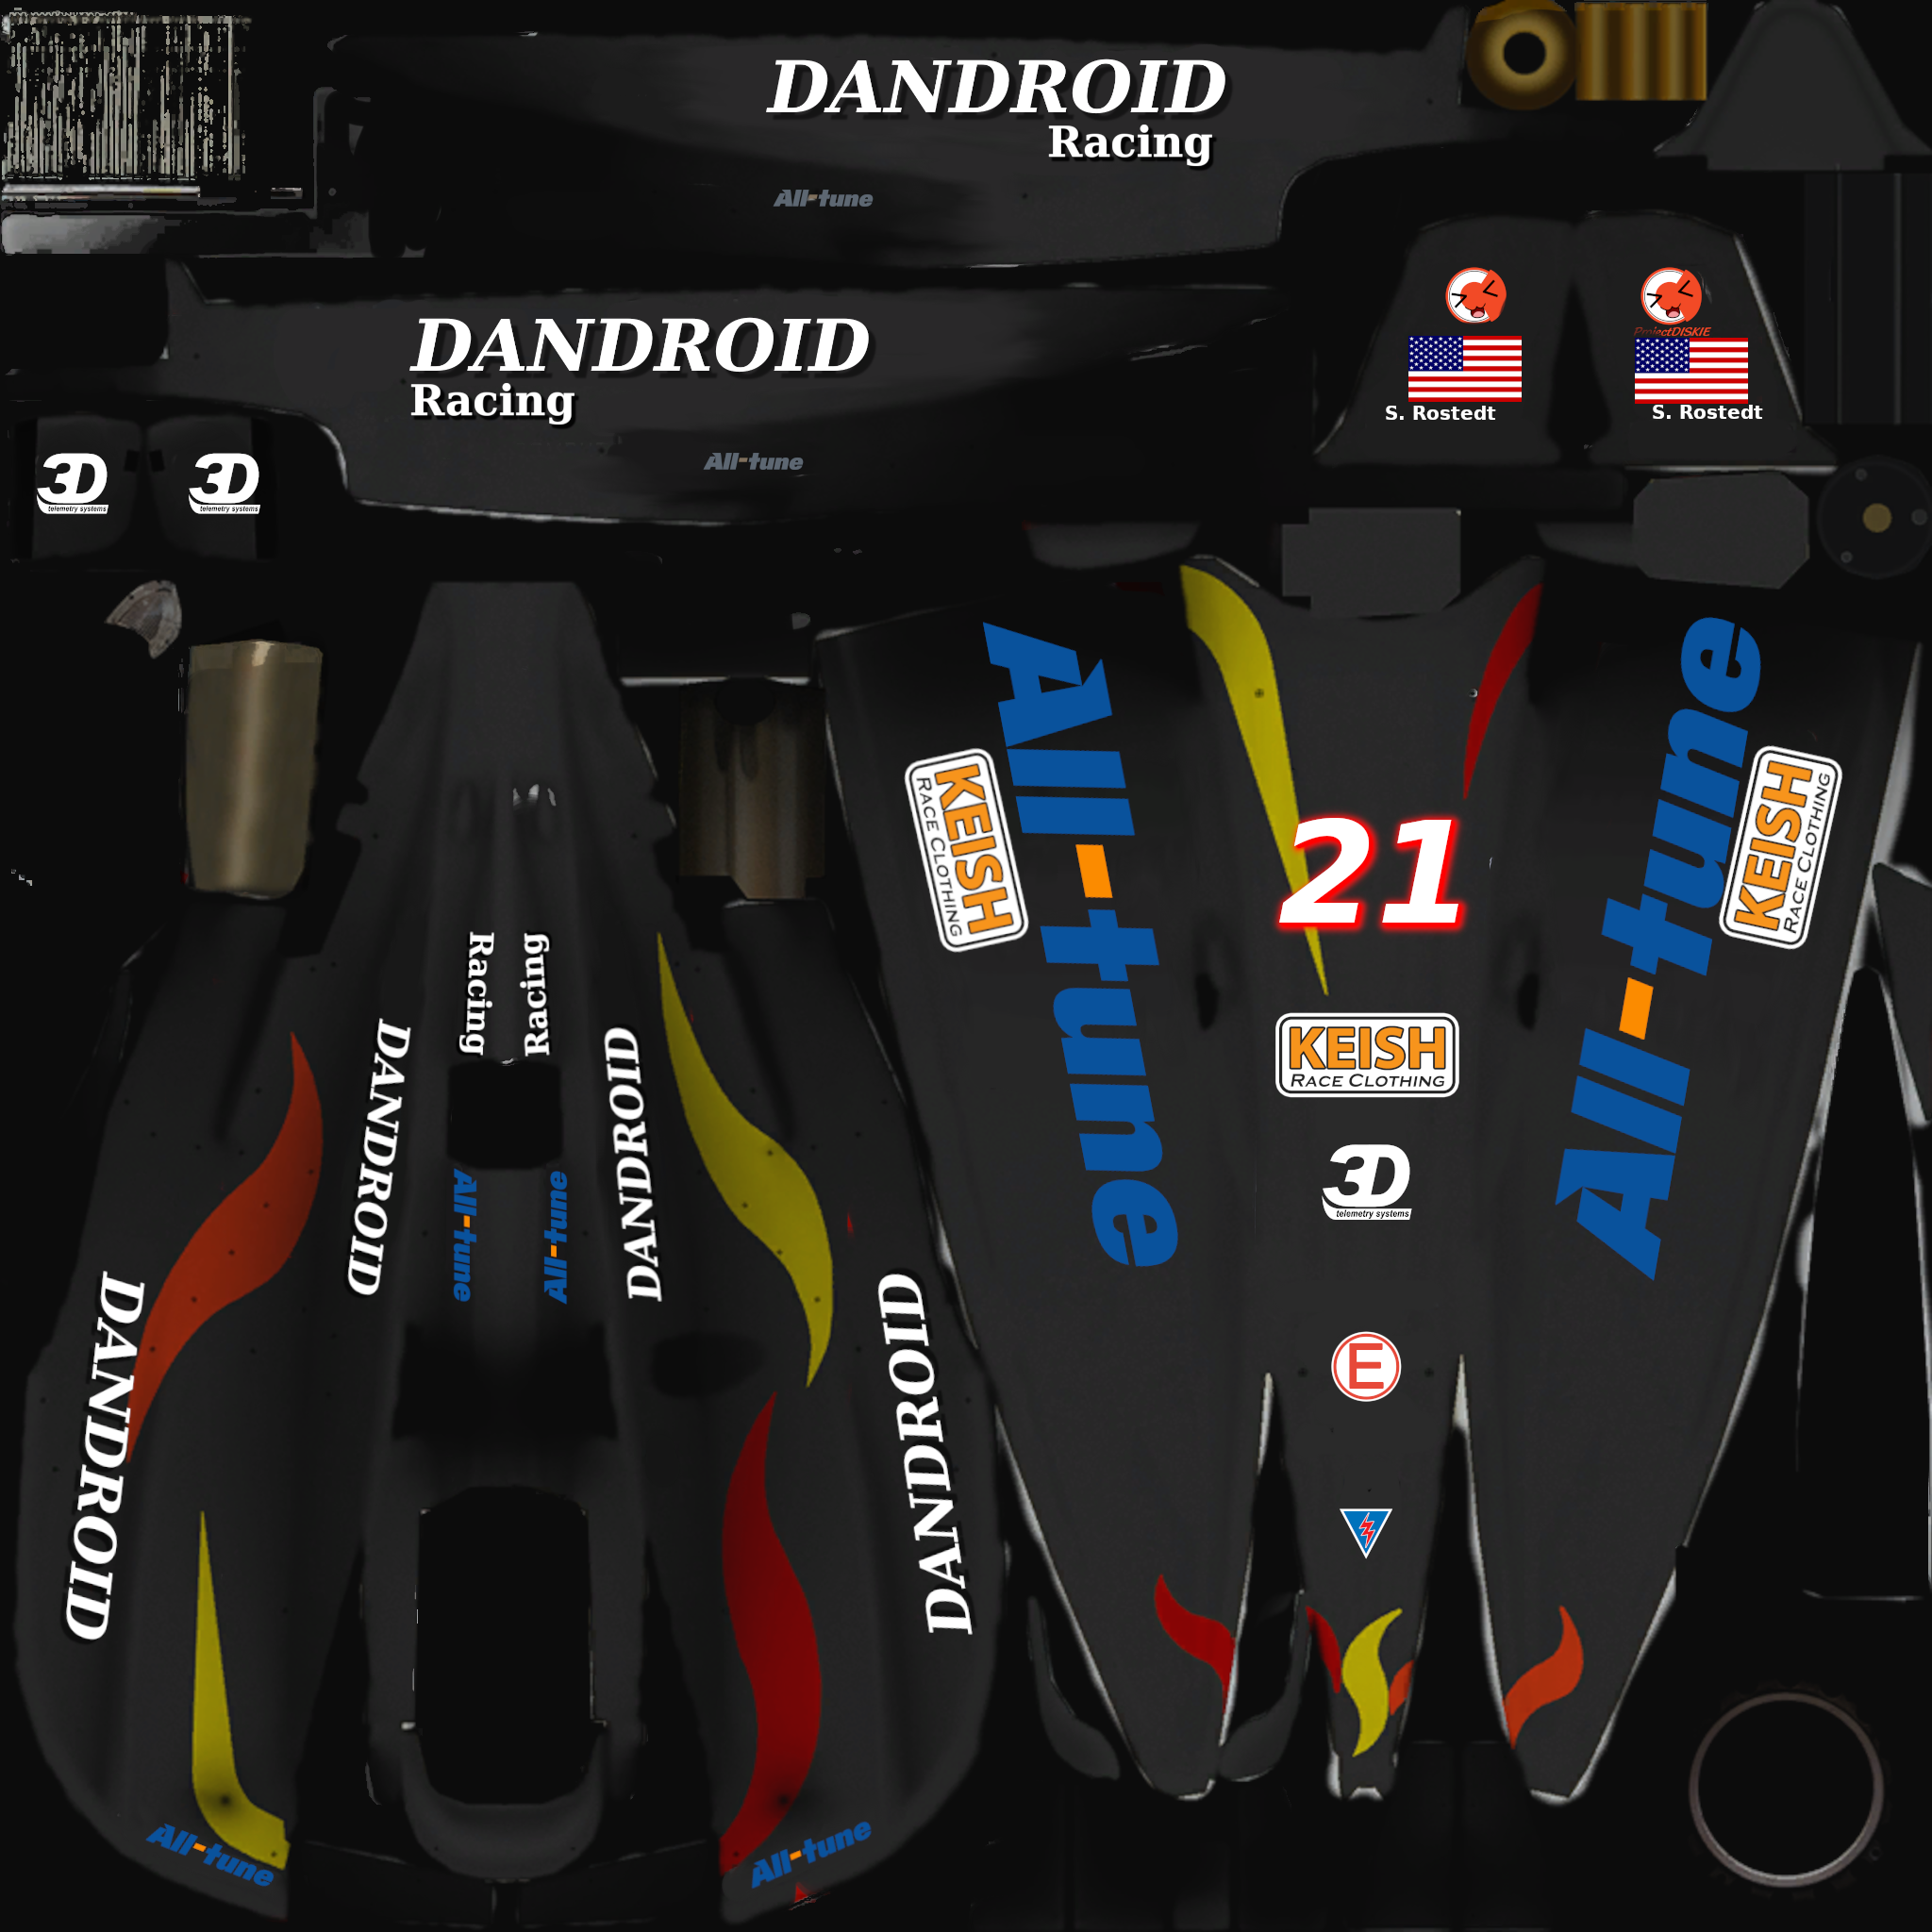 DANDROID
Racing
All-tune
DANDROID
Racing
All-tune
ProjectDISKIE
S. Rostedt
S. Rostedt
3D
telemetry systems
3D
telemetry systems
All-tune
All-tune
KEISH
RACE CLOTHING
KEISH
RACE CLOTHING
21
Racing
Racing
DANDROID
DANDROID
KEISH
RACE CLOTHING
3D
telemetry systems
All-tune
All-tune
DANDROID
DANDROID
E
All-tune
All-tune